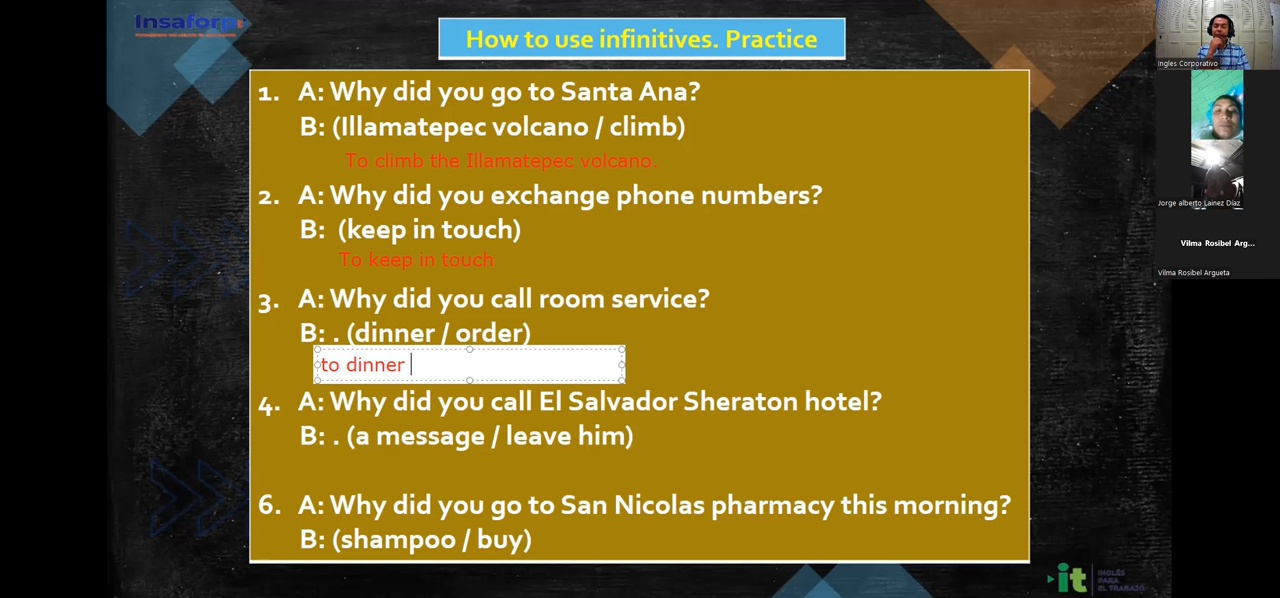 Insaforp
How to use infinitives. Practice
1. A: Why did you go to Santa Ana?
B: (Illamatepec volcano / climb)
To climb the Illamatepec volcano.
2. A: Why did you exchange phone numbers?
B: (keep in touch)
To keep in touch
3. A: Why did you call room service?
B: . (dinner / order)
to dinner
4. A: Why did you call El Salvador Sheraton hotel?
B: . (a message / leave him)
6. A: Why did you go to San Nicolas pharmacy this morning?
B: (shampoo / buy)
Ingles Corporativo
Jorge alberto Lainez Díaz
Vilma Rosibel Arg...
Vilma Rosibel Argueta
it INGLÉS
PARA
EL TRABAJO